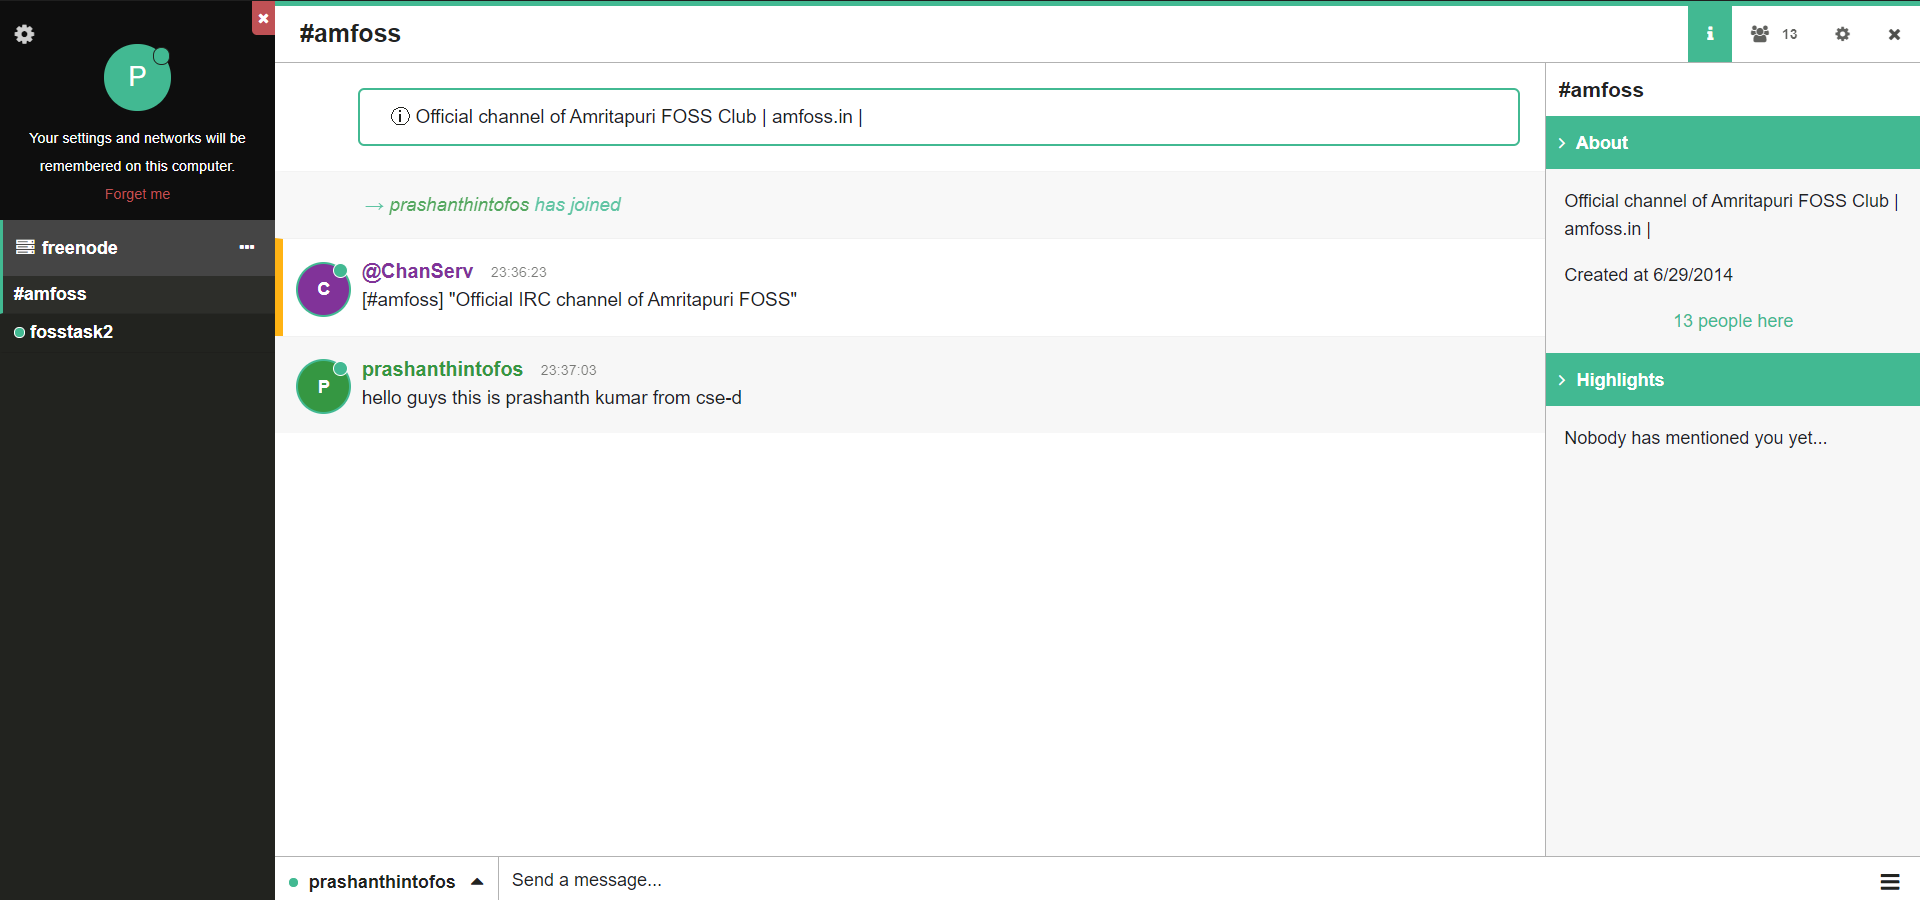 P
Your settings and networks will be
remembered on this computer.
Forget me
freenode
#amfoss
fosstask2
#amfoss
13
Official channel of Amritapuri FOSS Club | amfoss.in |
→ prashanthintofos has joined
C
@ChanServ 23:36:23
[#amfoss] "Official IRC channel of Amritapuri FOSS"
P
prashanthintofos 23:37:03
hello guys this is prashanth kumar from cse-d
#amfoss
About
Official channel of Amritapuri FOSS Club |
amfoss.in |
Created at 6/29/2014
13 people here
Highlights
Nobody has mentioned you yet...
prashanthintofos
Send a message...